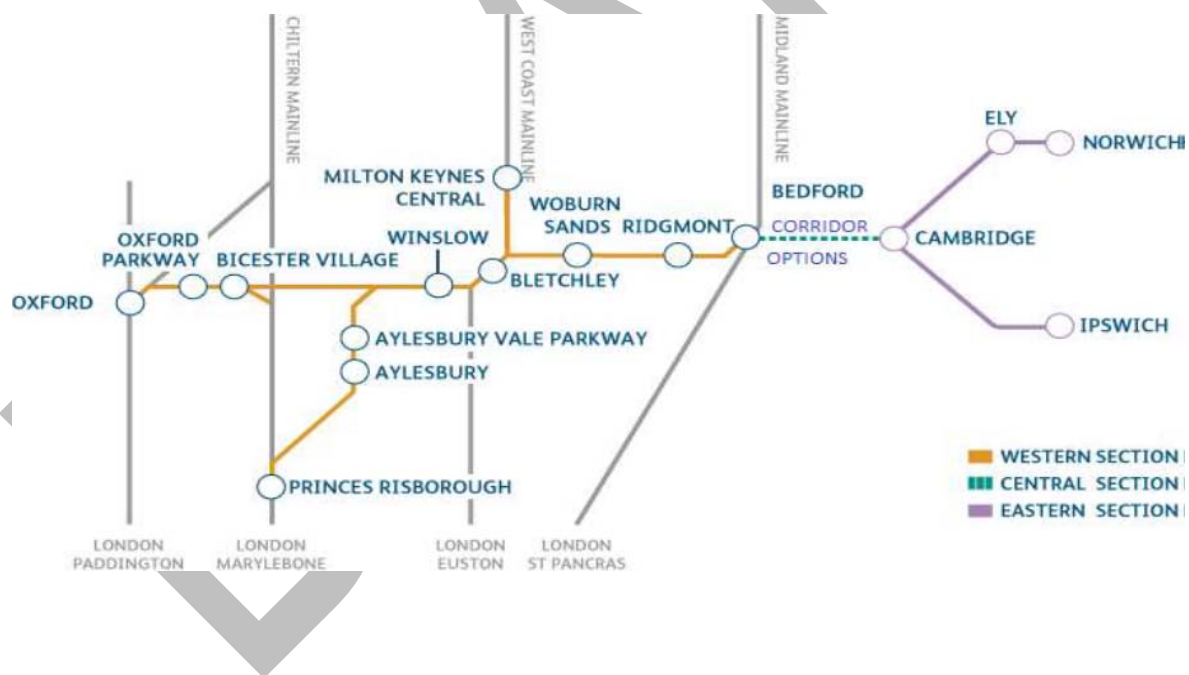 CHILTERN MAINLINE
WEST COAST MAINLINE
MIDLAND MAINLINE
ELY
NORWICH
MILTON KEYNES
CENTRAL
BEDFORD
WOBURN
SANDS
RIDGMONT
CORRIDOR
OPTIONS
CAMBRIDGE
OXFORD
PARKWAY
BICESTER VILLAGE
WINSLOW
BLETCHLEY
OXFORD
IPSWICH
AYLESBURY VALE PARKWAY
AYLESBURY
PRINCES RISBOROUGH
WESTERN SECTION
CENTRAL SECTION
EASTERN SECTION
LONDON
PADDINGTON
LONDON
MARYLEBONE
LONDON
EUSTON
LONDON
ST PANCRAS